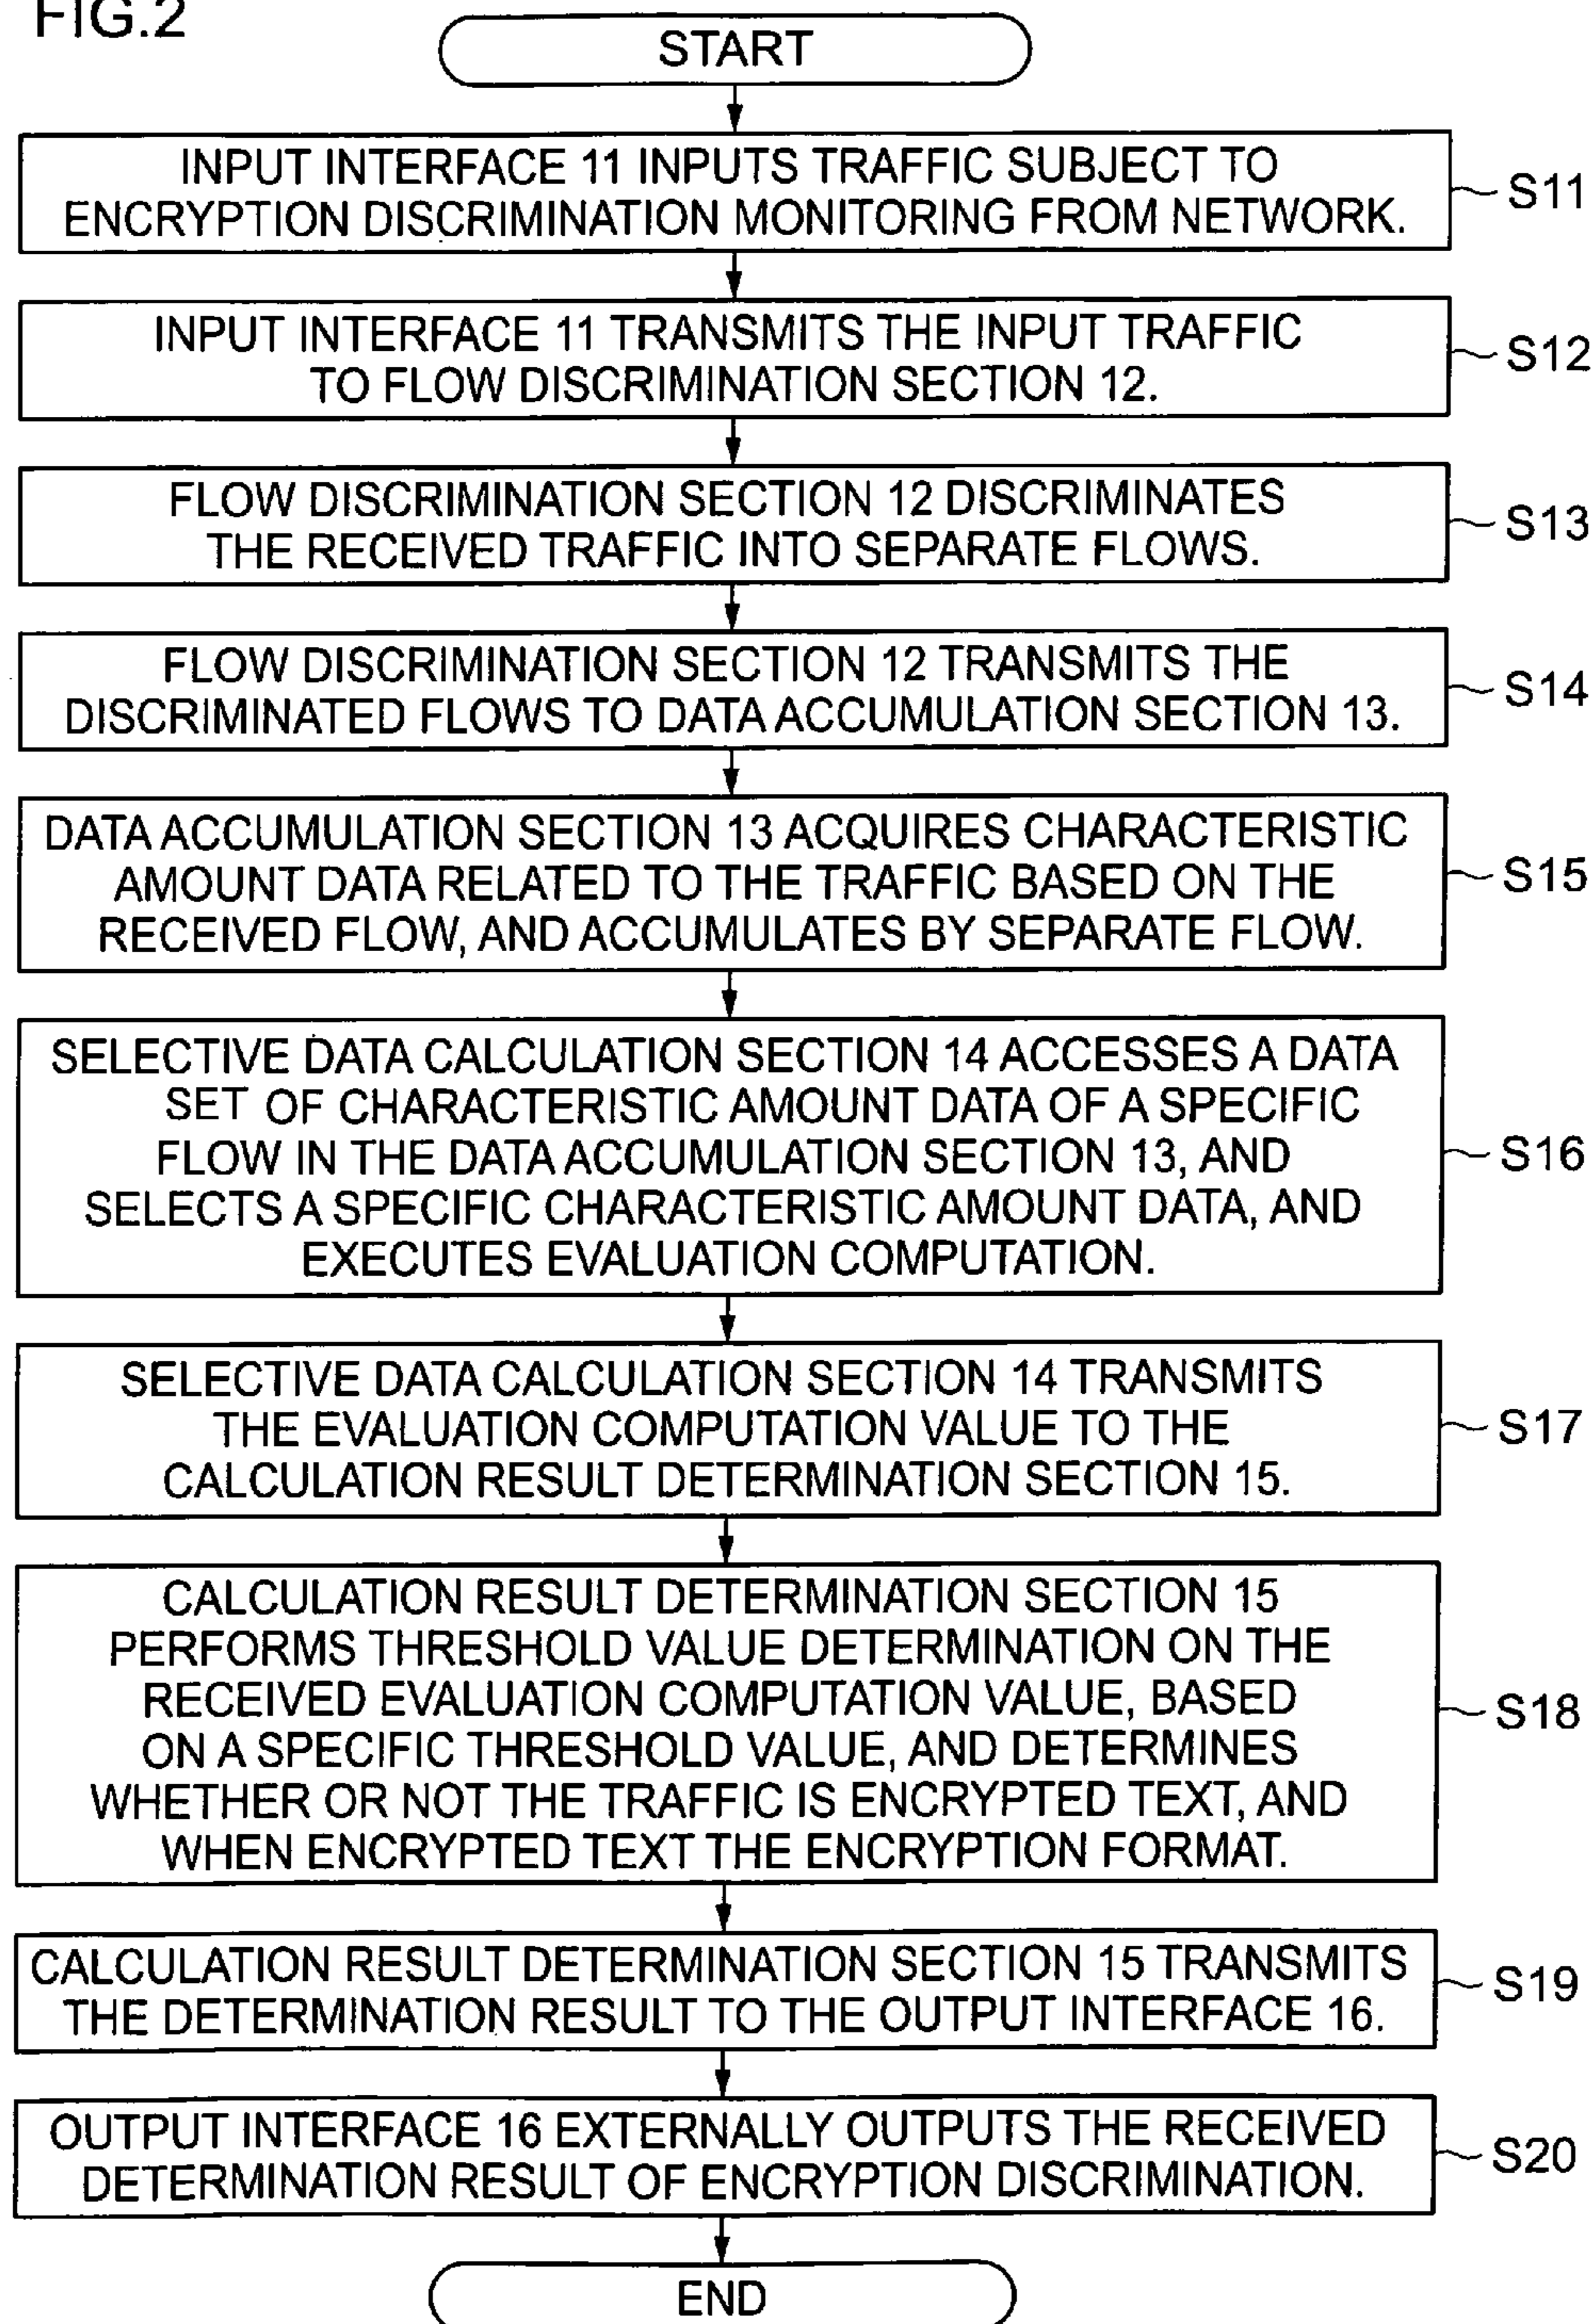 FIG.2
START
INPUT INTERFACE 11 INPUTS TRAFFIC SUBJECT TO
ENCRYPTION DISCRIMINATION MONITORING FROM NETWORK.
S11
INPUT INTERFACE 11 TRANSMITS THE INPUT TRAFFIC
TO FLOW DISCRIMINATION SECTION 12.
S12
FLOW DISCRIMINATION SECTION 12 DISCRIMINATES
THE RECEIVED TRAFFIC INTO SEPARATE FLOWS.
S13
FLOW DISCRIMINATION SECTION 12 TRANSMITS THE
DISCRIMINATED FLOWS TO DATA ACCUMULATION SECTION 13.
S14
DATA ACCUMULATION SECTION 13 ACQUIRES CHARACTERISTIC
AMOUNT DATA RELATED TO THE TRAFFIC BASED ON THE
RECEIVED FLOW, AND ACCUMULATES BY SEPARATE FLOW.
S15
SELECTIVE DATA CALCULATION SECTION 14 ACCESSES A DATA
SET OF CHARACTERISTIC AMOUNT DATA OF A SPECIFIC
FLOW IN THE DATA ACCUMULATION SECTION 13, AND
SELECTS A SPECIFIC CHARACTERISTIC AMOUNT DATA, AND
EXECUTES EVALUATION COMPUTATION.
S16
SELECTIVE DATA CALCULATION SECTION 14 TRANSMITS
THE EVALUATION COMPUTATION VALUE TO THE
CALCULATION RESULT DETERMINATION SECTION 15.
S17
CALCULATION RESULT DETERMINATION SECTION 15
PERFORMS THRESHOLD VALUE DETERMINATION ON THE
RECEIVED EVALUATION COMPUTATION VALUE, BASED
ON A SPECIFIC THRESHOLD VALUE, AND DETERMINES
WHETHER OR NOT THE TRAFFIC IS ENCRYPTED TEXT, AND
WHEN ENCRYPTED TEXT THE ENCRYPTION FORMAT.
S18
CALCULATION RESULT DETERMINATION SECTION 15 TRANSMITS
THE DETERMINATION RESULT TO THE OUTPUT INTERFACE 16.
S19
OUTPUT INTERFACE 16 EXTERNALLY OUTPUTS THE RECEIVED
DETERMINATION RESULT OF ENCRYPTION DISCRIMINATION.
S20
END